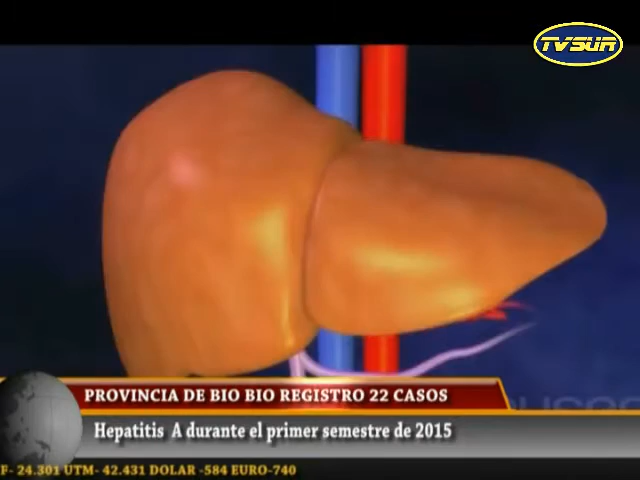 TVSUR
PROVINCIA DE BIO BIO REGISTRO 22 CASOS
Hepatitis A durante el primer semestre de 2015
F- 24.301 UTM- 42.431 DOLAR -584 EURO-740